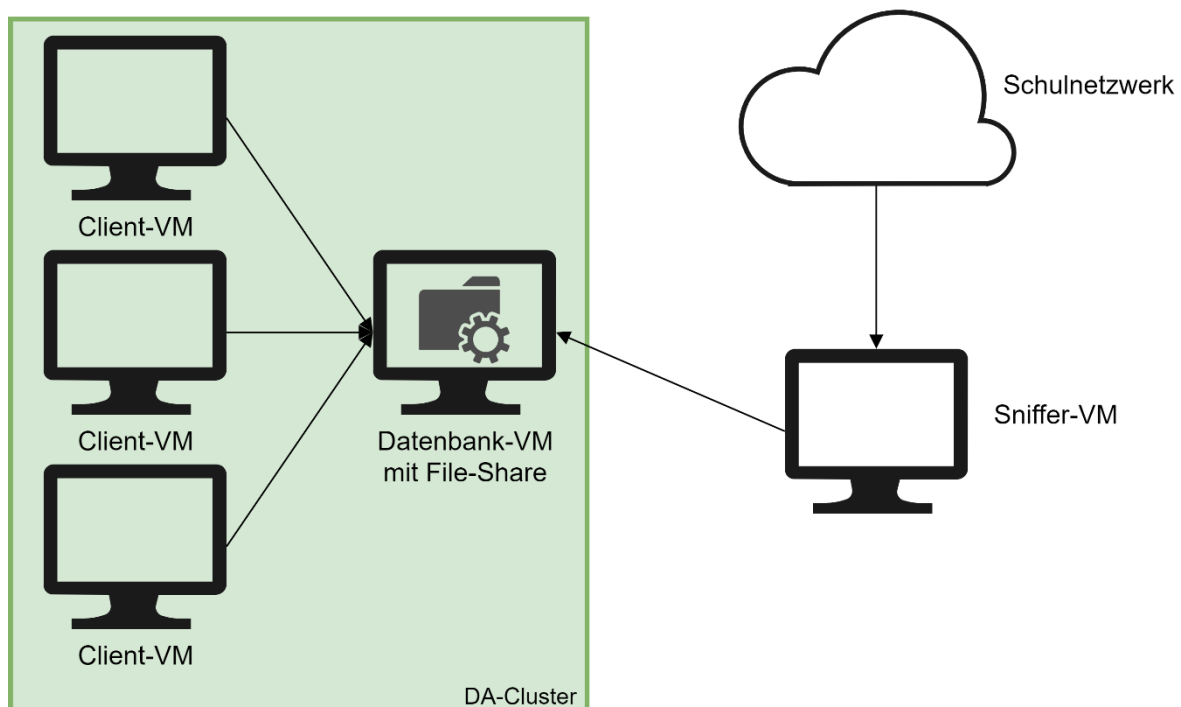 Client-VM
Client-VM
Client-VM
Datenbank-VM
mit File-Share
DA-Cluster
Schulnetzwerk
Sniffer-VM